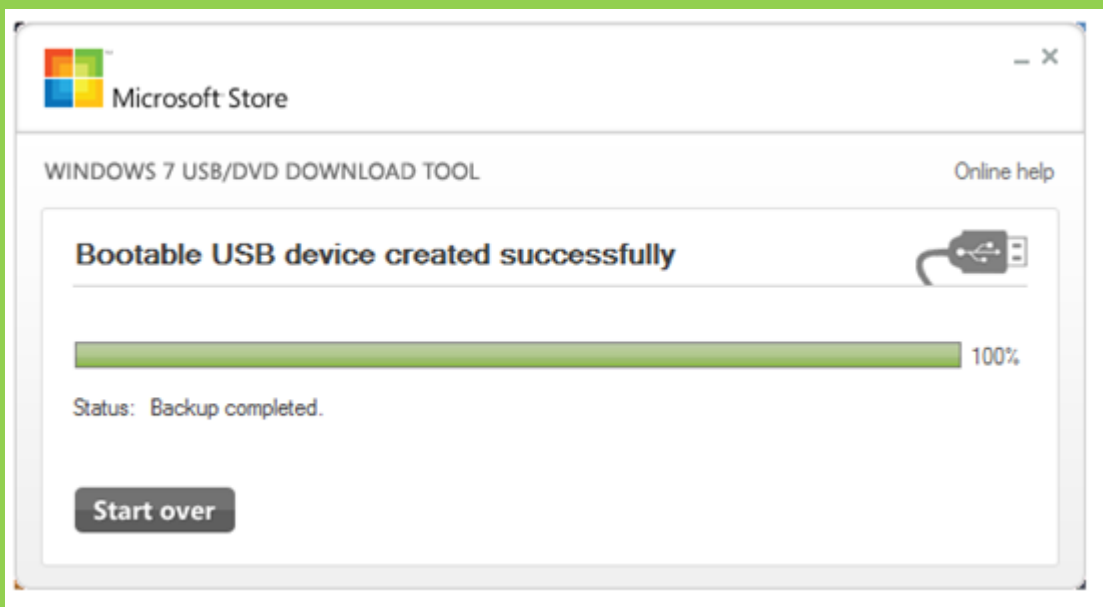 Microsoft Store
WINDOWS 7 USB/DVD DOWNLOAD TOOL
Online help
Bootable USB device created successfully
100%
Status: Backup completed.
Start over